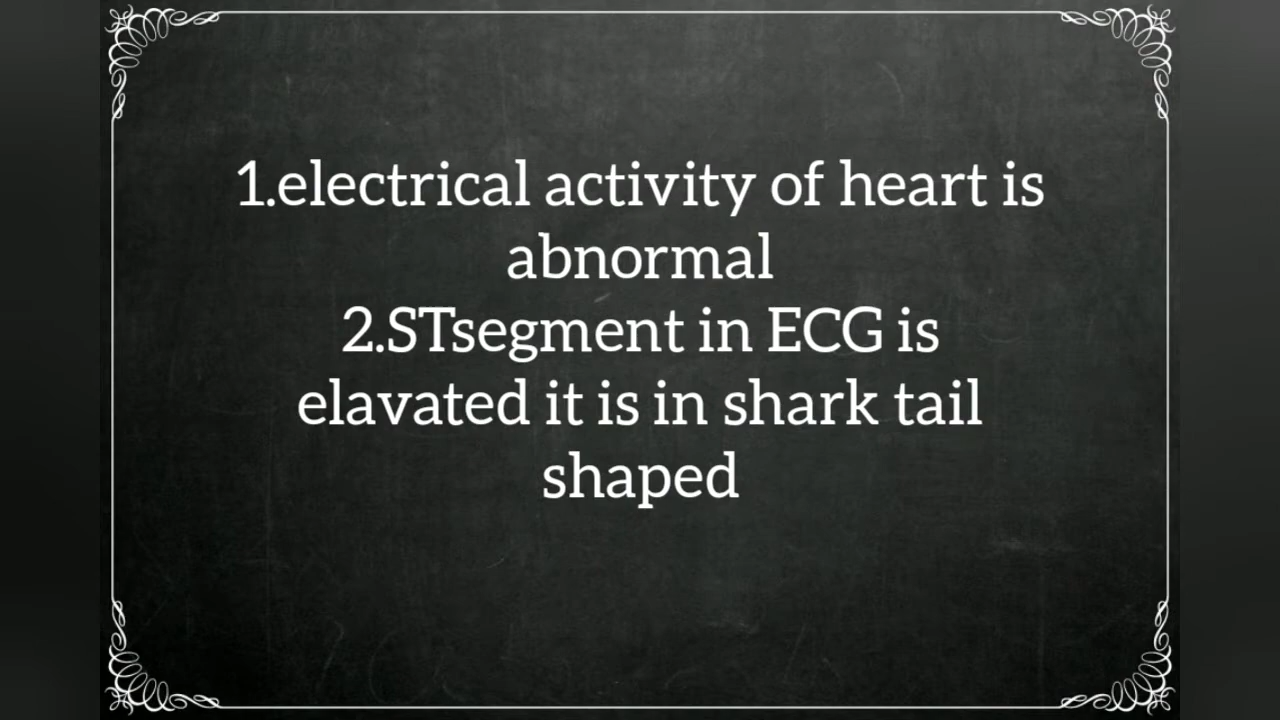 1.electrical activity of heart is
abnormal
2.STsegment in ECG is
elavated it is in shark tail
shaped